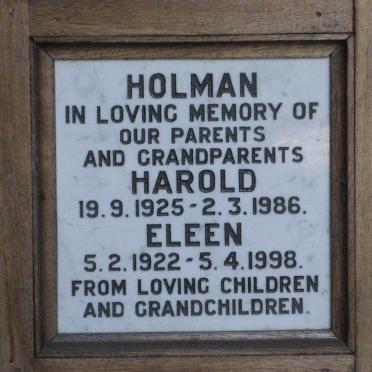 HOLMAN
IN LOVING MEMORY OF
OUR PARENTS
AND GRANDPARENTS
HAROLD
19.9.1925 - 2.3.1986.
ELEEN
5.2.1922 - 5.4.1998.
FROM LOVING CHILDREN
AND GRANDCHILDREN.